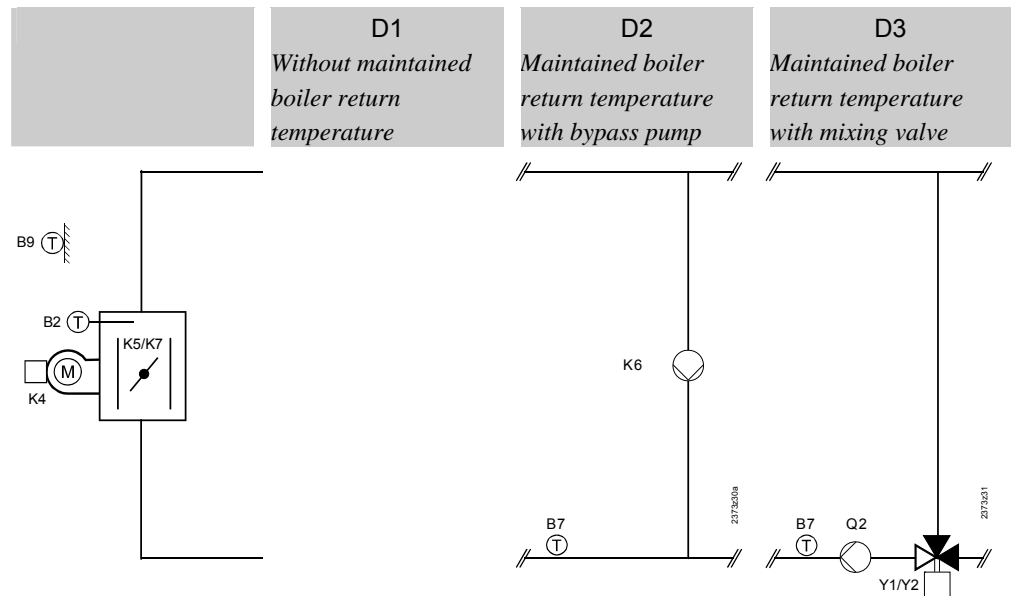 D1
Without maintained
boiler return
temperature
D2
Maintained boiler
return temperature
with bypass pump
D3
Maintained boiler
return temperature
with mixing valve
B9 T
B2 T
K5/K7
M
K4
K6
B7
T
2373z30a
B7
T
Q2
Y1/Y2
2373z31